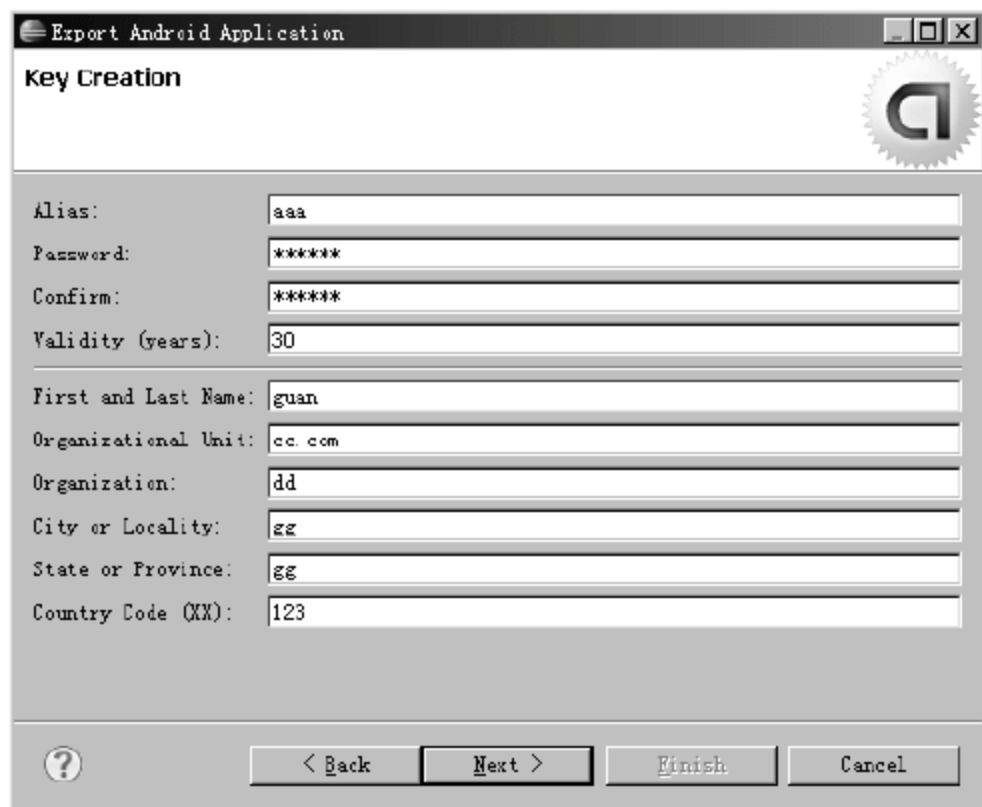 Export Android Application
Key Creation
Alias: aaa
Password: ******
Confirm: ******
Validity (years): 30
First and Last Name: guan
Organizational Unit: cc.com
Organization: dd
City or Locality: gg
State or Province: gg
Country Code (XX): 123
? < Back Next > Finish Cancel